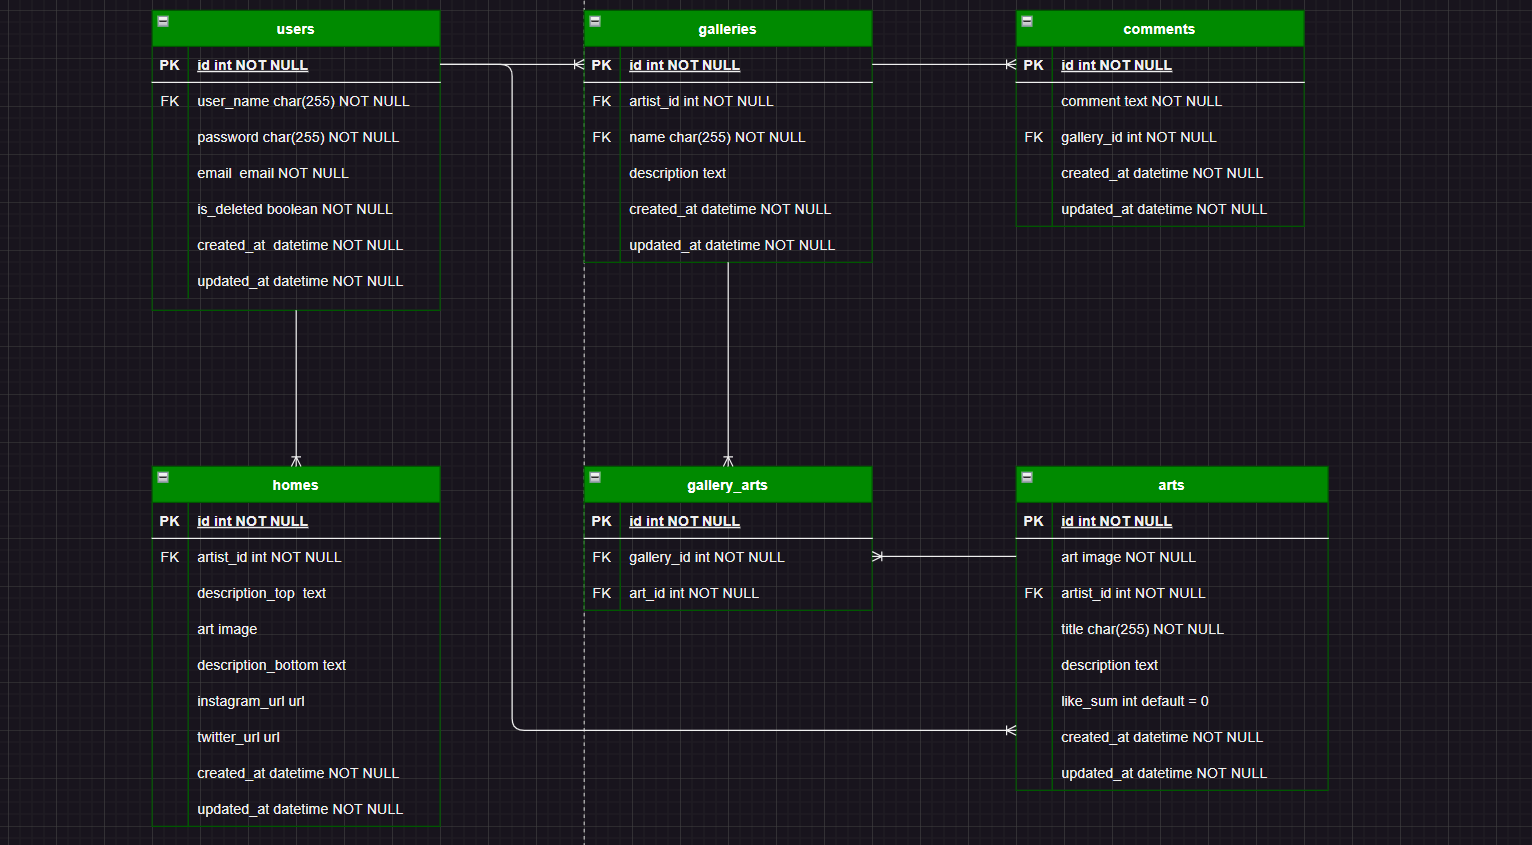 users
PK id int NOT NULL
FK user_name char(255) NOT NULL
password char(255) NOT NULL
email  email NOT NULL
is_deleted boolean NOT NULL
created_at  datetime NOT NULL
updated_at datetime NOT NULL
galleries
PK id int NOT NULL
FK artist_id int NOT NULL
FK name char(255) NOT NULL
description text
created_at datetime NOT NULL
updated_at datetime NOT NULL
comments
PK id int NOT NULL
comment text NOT NULL
FK gallery_id int NOT NULL
created_at datetime NOT NULL
updated_at datetime NOT NULL
homes
PK id int NOT NULL
FK artist_id int NOT NULL
description_top  text
art image
description_bottom text
instagram_url url
twitter_url url
created_at datetime NOT NULL
updated_at datetime NOT NULL
gallery_arts
PK id int NOT NULL
FK gallery_id int NOT NULL
FK art_id int NOT NULL
arts
PK id int NOT NULL
art image NOT NULL
FK artist_id int NOT NULL
title char(255) NOT NULL
description text
like_sum int default = 0
created_at datetime NOT NULL
updated_at datetime NOT NULL